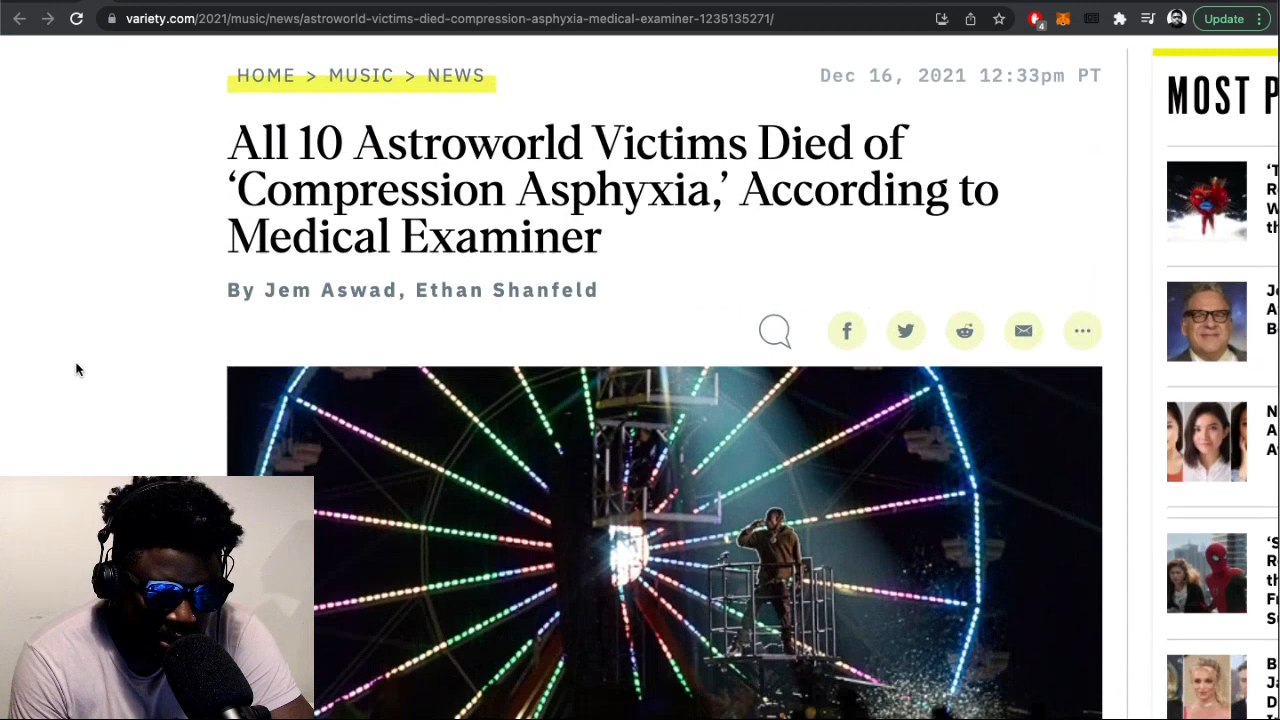 variety.com/2021/music/news/astroworld-victims-died-compression-asphyxia-medical-examiner-1235135271/
4
Update
HOME > MUSIC > NEWS
Dec 16, 2021 12:33pm PT
All 10 Astroworld Victims Died of
‘Compression Asphyxia,’ According to
Medical Examiner
By Jem Aswad, Ethan Shanfeld
MOST P